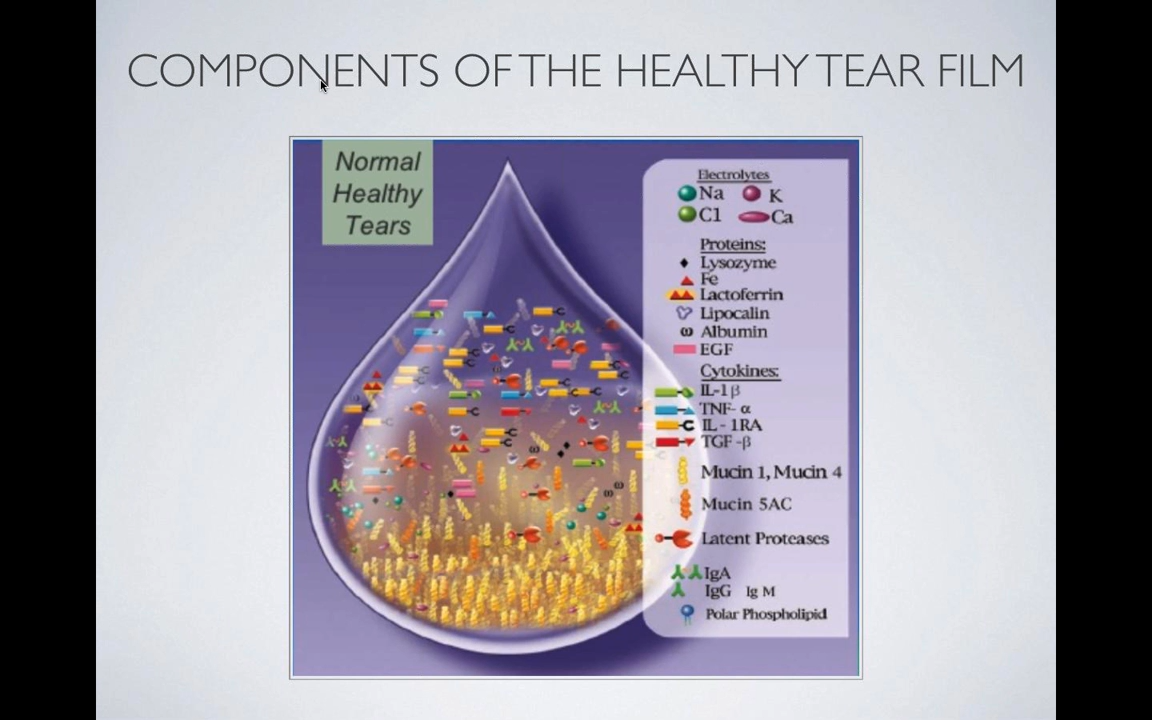 COMPONENTS OF THE HEALTHY TEAR FILM
Normal
Healthy
Tears
Electrolytes
Na K
C1 Ca
Proteins:
Lysozyme
Fe
Lactoferrin
Lipocalin
Albumin
EGF
Cytokines:
IL-1β
TNF- α
IL - 1RA
TGF -β
Mucin 1, Mucin 4
Mucin 5AC
Latent Proteases
IgA
IgG Ig M
Polar Phospholipid